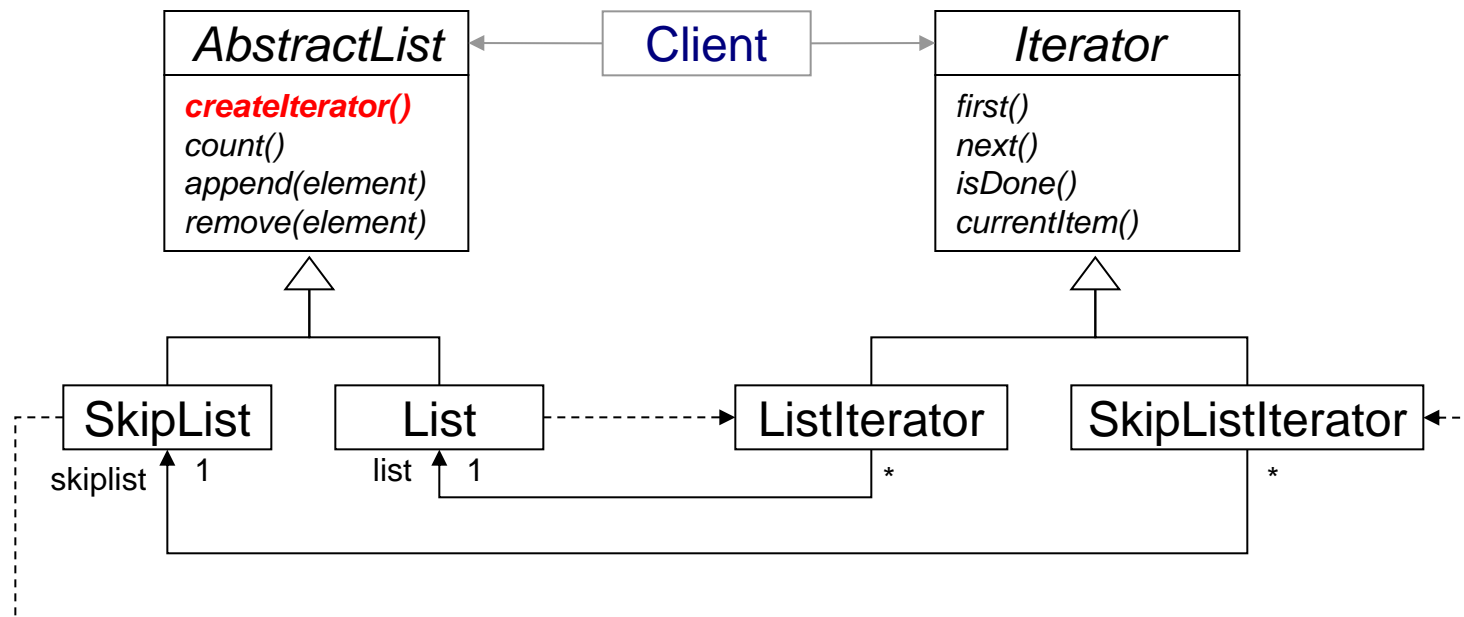 AbstractList
createIterator()
count()
append(element)
remove(element)
Client
Iterator
first()
next()
isDone()
currentItem()
SkipList
List
ListIterator
SkipListIterator
skiplist
1
list
1
*
*